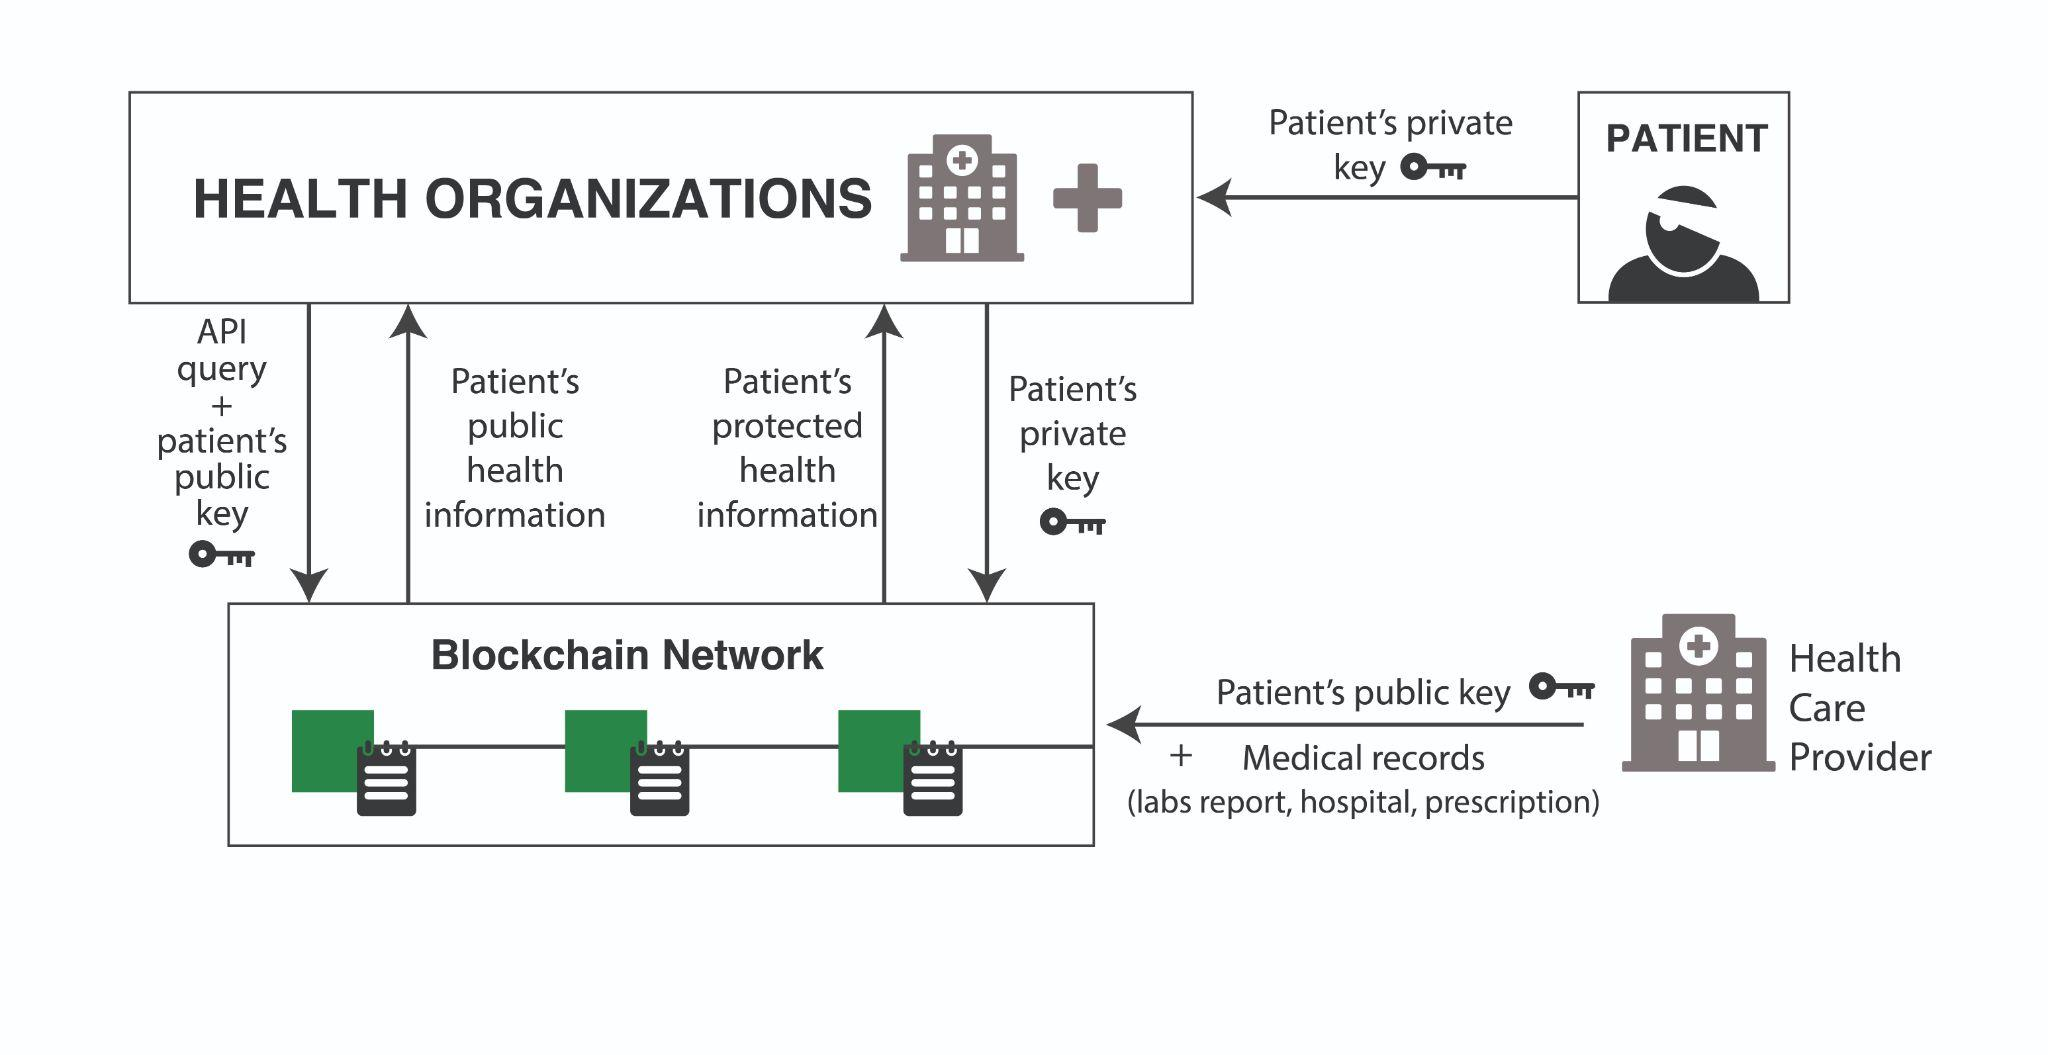 HEALTH ORGANIZATIONS
Patient’s private
key
PATIENT
API
query
+
patient’s
public
key
Patient’s
public
health
information
Patient’s
protected
health
information
Patient’s
private
key
Blockchain Network
Patient’s public key
+ Medical records
(labs report, hospital, prescription)
Health
Care
Provider